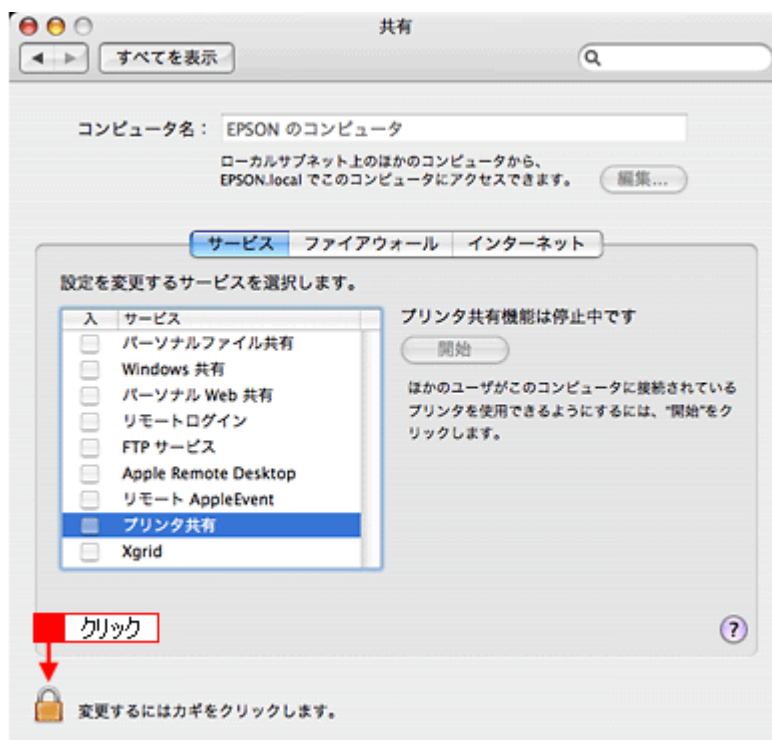 共有
すべてを表示
コンピュータ名： EPSON のコンピュータ
ローカルサブネット上のほかのコンピュータから、
EPSON.local でこのコンピュータにアクセスできます。
編集...
サービス ファイアウォール インターネット
設定を変更するサービスを選択します。
入 サービス
パーソナルファイル共有
Windows 共有
パーソナル Web 共有
リモートログイン
FTP サービス
Apple Remote Desktop
リモート AppleEvent
プリンタ共有
Xgrid
プリンタ共有機能は停止中です
開始
ほかのユーザがこのコンピュータに接続されている
プリンタを使用できるようにするには、“開始”をク
リックします。
クリック
?
変更するにはカギをクリックします。